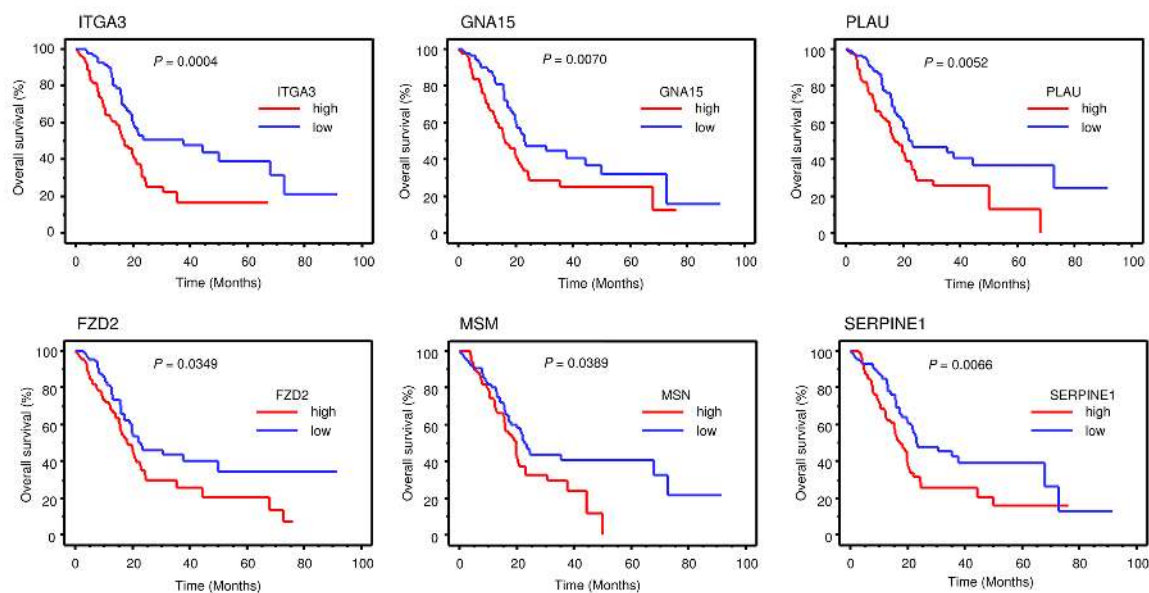 ITGA3
GNA15
PLAU
Overall survival (%)
100
80
60
40
20
0
P = 0.0004
ITGA3
high
low
0 20 40 60 80 100
Time (Months)
Overall survival (%)
100
80
60
40
20
0
P = 0.0070
GNA15
high
low
0 20 40 60 80 100
Time (Months)
Overall survival (%)
100
80
60
40
20
0
P = 0.0052
PLAU
high
low
0 20 40 60 80 100
Time (Months)
FZD2
MSM
SERPINE1
Overall survival (%)
100
80
60
40
20
0
P = 0.0349
FZD2
high
low
0 20 40 60 80 100
Time (Months)
Overall survival (%)
100
80
60
40
20
0
P = 0.0389
MSN
high
low
0 20 40 60 80 100
Time (Months)
Overall survival (%)
100
80
60
40
20
0
P = 0.0066
SERPINE1
high
low
0 20 40 60 80 100
Time (Months)